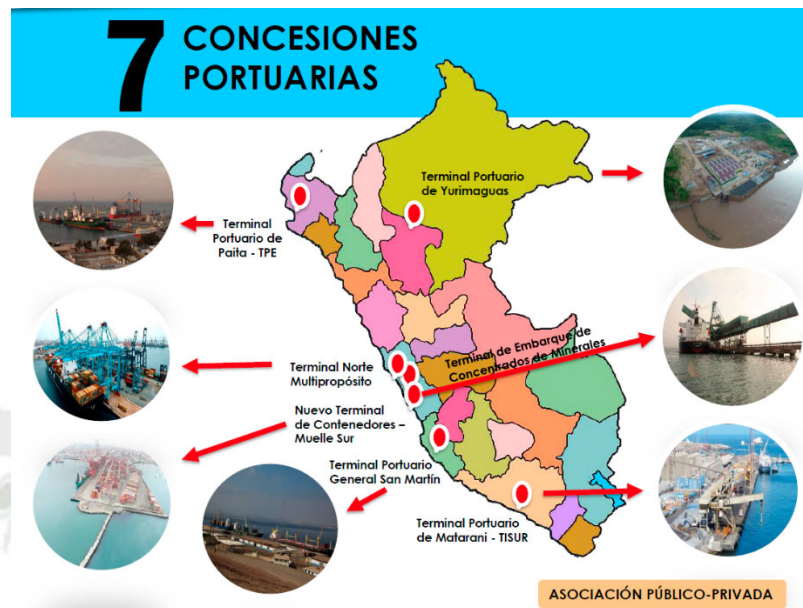 7
CONCESIONES
PORTUARIAS
Terminal Portuario
de Yurimaguas
Terminal
Portuario de
Paita - TPE
Terminal de Embarque de
Concentrados de Minerales
Terminal Norte
Multipropósito
Nuevo Terminal
de Contenedores –
Muelle Sur
Terminal Portuario
General San Martín
Terminal Portuario
de Matarani - TISUR
ASOCIACIÓN PÚBLICO-PRIVADA